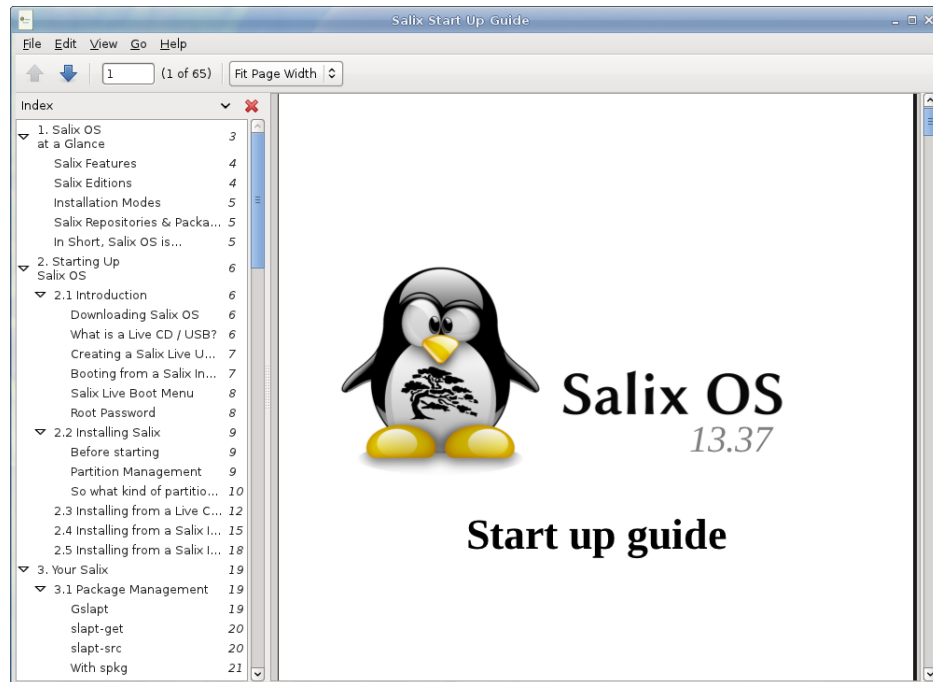 Salix Start Up Guide
File Edit View Go Help
1 (1 of 65) Fit Page Width
Index
1. Salix OS
at a Glance 3
Salix Features 4
Salix Editions 4
Installation Modes 5
Salix Repositories & Packa... 5
In Short, Salix OS is... 5
2. Starting Up
Salix OS 6
2.1 Introduction 6
Downloading Salix OS 6
What is a Live CD / USB? 6
Creating a Salix Live U... 7
Booting from a Salix In... 7
Salix Live Boot Menu 8
Root Password 8
2.2 Installing Salix 9
Before starting 9
Partition Management 9
So what kind of partitio... 10
2.3 Installing from a Live C... 12
2.4 Installing from a Salix I... 15
2.5 Installing from a Salix I... 18
3. Your Salix 19
3.1 Package Management 19
Gslapt 19
slapt-get 20
slapt-src 20
With spkg 21
Salix OS
13.37
Start up guide